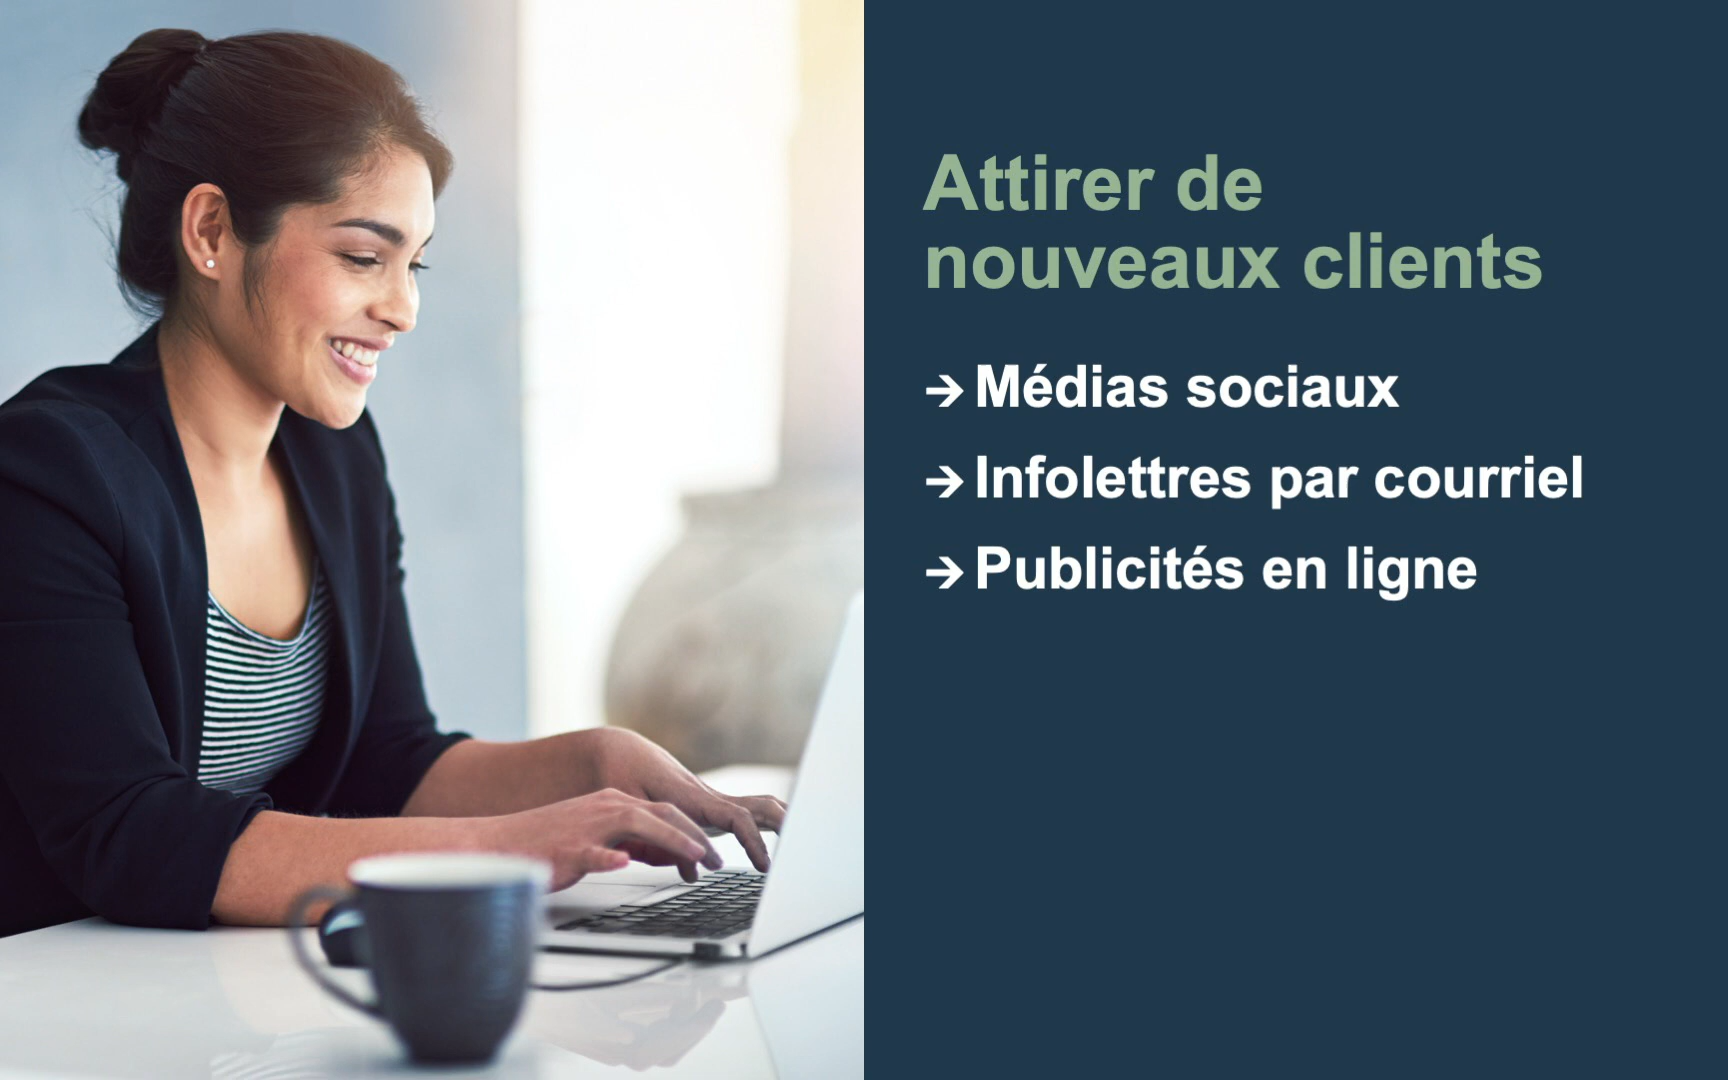 Attirer de
nouveaux clients
→ Médias sociaux
→ Infolettres par courriel
→ Publicités en ligne